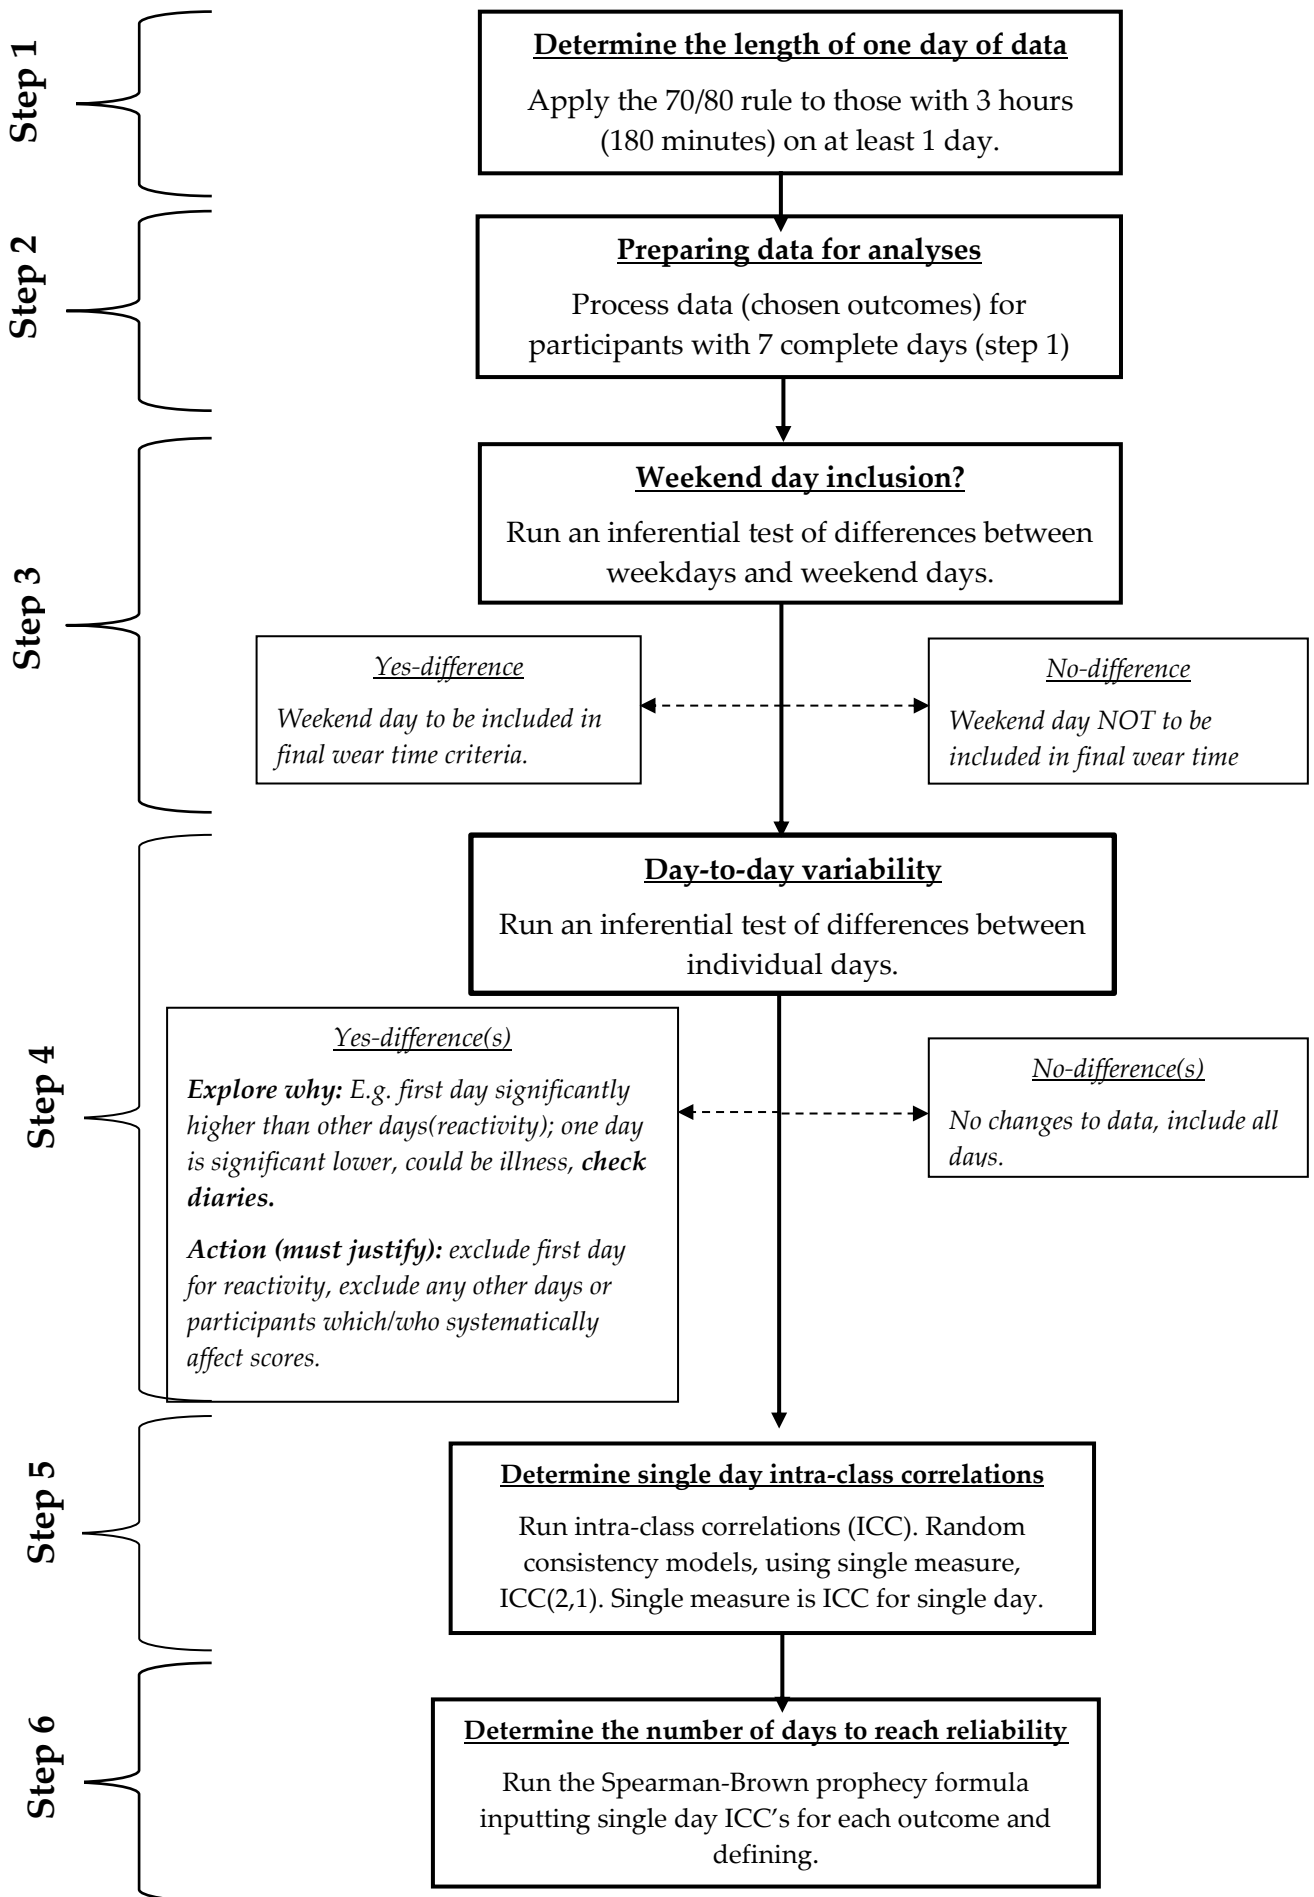 Step 1
Determine the length of one day of data
Apply the 70/80 rule to those with 3 hours
(180 minutes) on at least 1 day.
Step 2
Preparing data for analyses
Process data (chosen outcomes) for
participants with 7 complete days (step 1)
Step 3
Weekend day inclusion?
Run an inferential test of differences between
weekdays and weekend days.
Yes-difference
Weekend day to be included in
final wear time criteria.
No-difference
Weekend day NOT to be
included in final wear time
Step 4
Day-to-day variability
Run an inferential test of differences between
individual days.
Yes-difference(s)
Explore why: E.g. first day significantly
higher than other days(reactivity); one day
is significant lower, could be illness, check
diaries.
Action (must justify): exclude first day
for reactivity, exclude any other days or
participants which/who systematically
affect scores.
No-difference(s)
No changes to data, include all
days.
Step 5
Determine single day intra-class correlations
Run intra-class correlations (ICC). Random
consistency models, using single measure,
ICC(2,1). Single measure is ICC for single day.
Step 6
Determine the number of days to reach reliability
Run the Spearman-Brown prophecy formula
inputting single day ICC’s for each outcome and
defining.